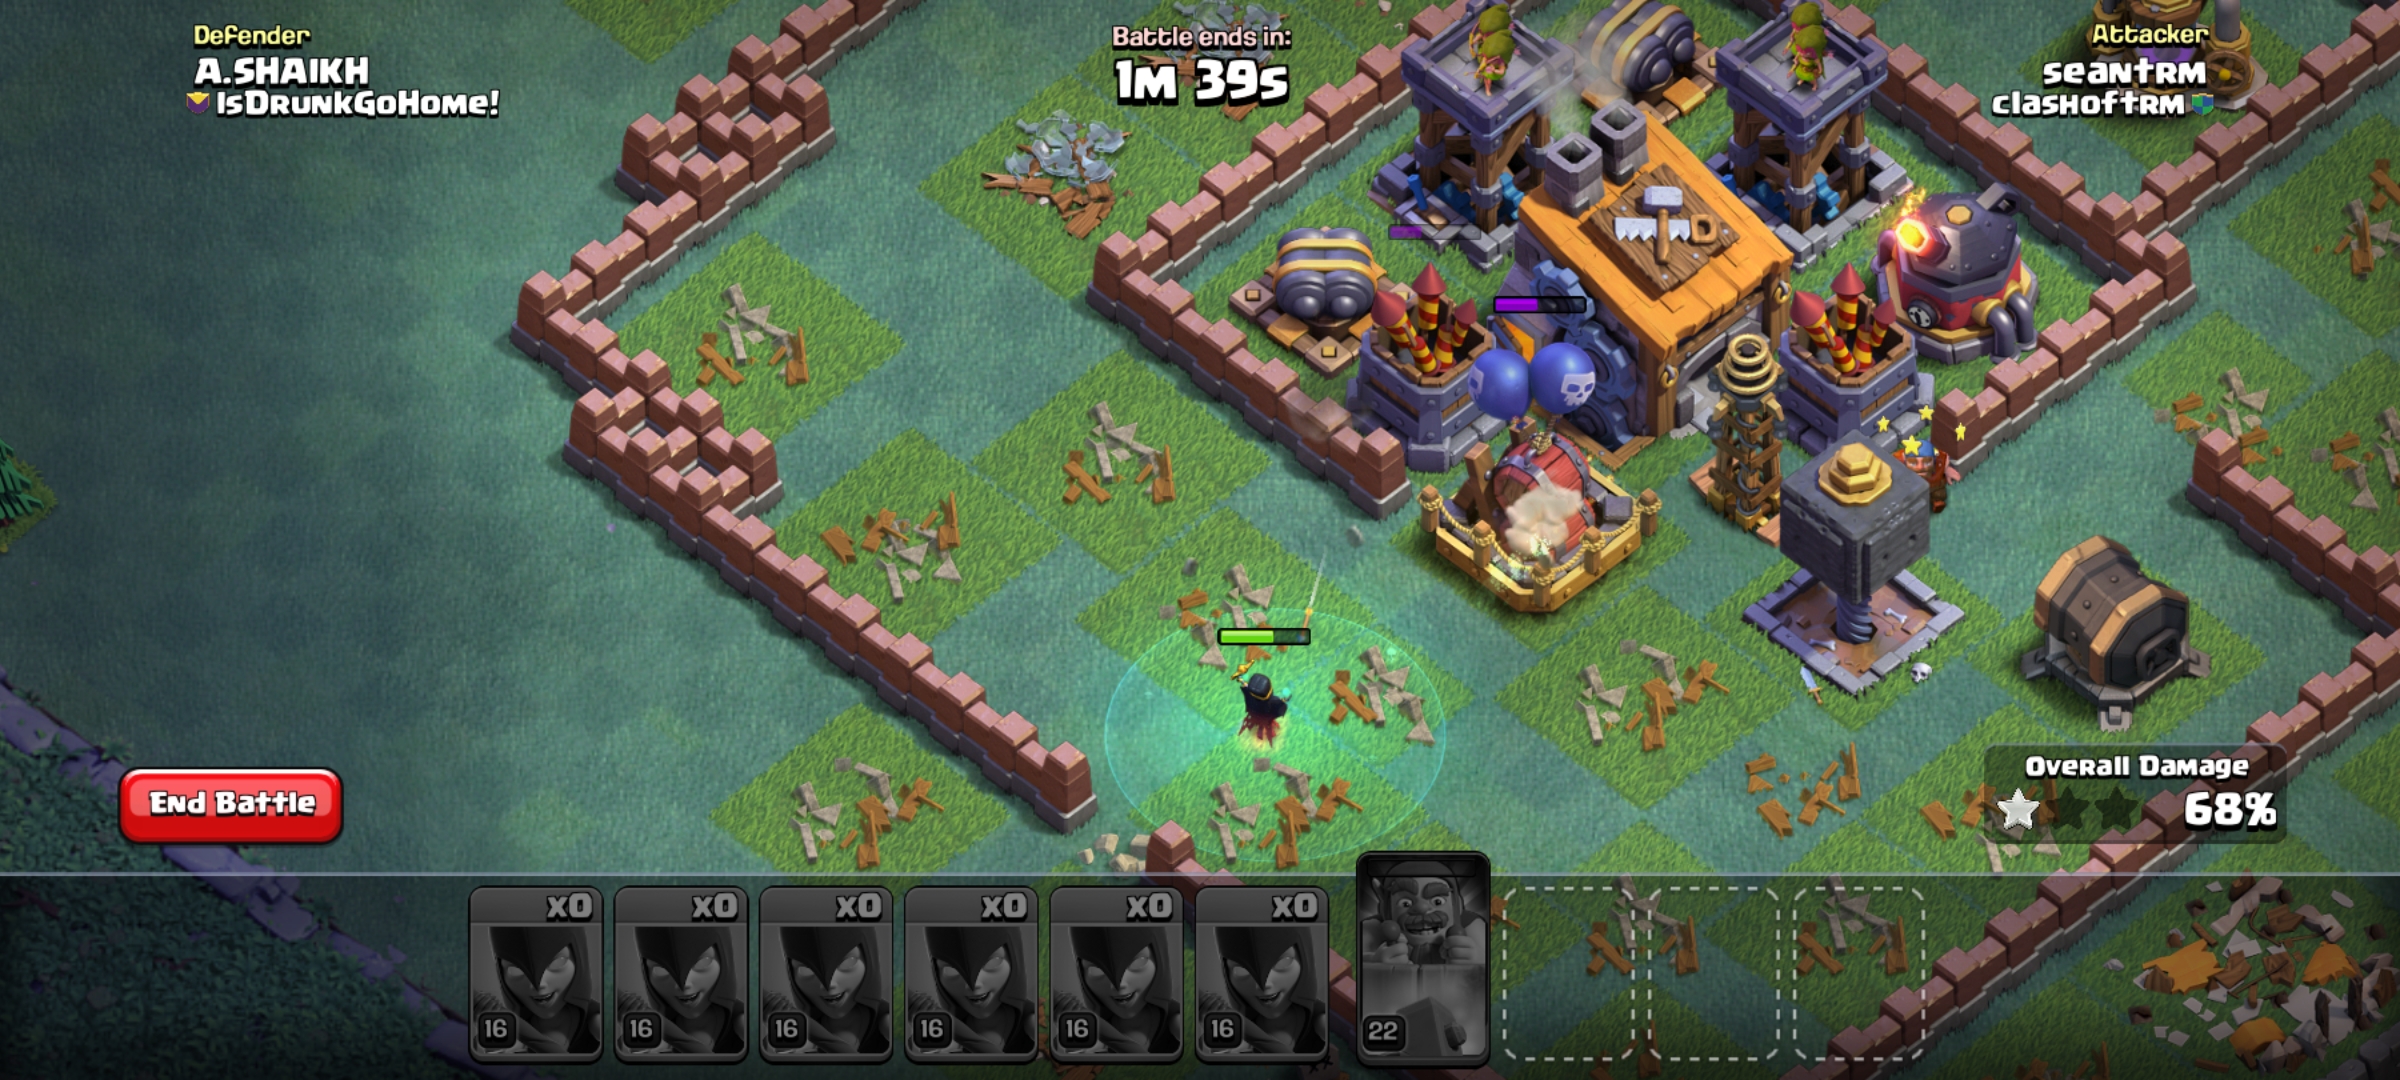 Defender
A.SHAIKH
IsDrunkGoHome!
Battle ends in:
1M 39s
Attacker
seantrm
clashoftrm
End Battle
Overall Damage
68%
x0
x0
x0
x0
x0
x0
16
16
16
16
16
16
22